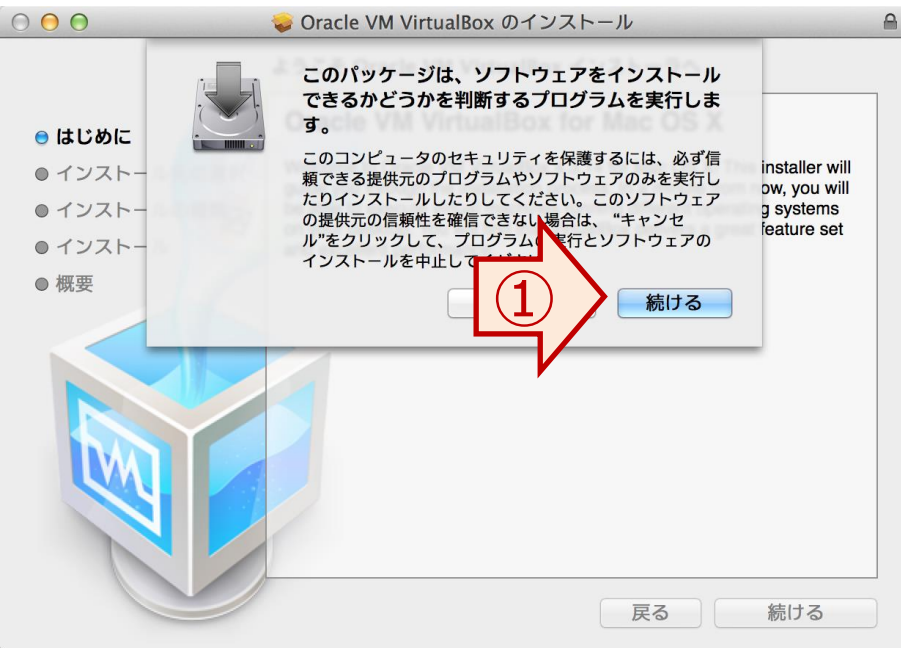 Oracle VM VirtualBox のインストール
このパッケージは、ソフトウェアをインストール
できるかどうかを判断するプログラムを実行しま
す。
Oracle VM VirtualBox for Mac OS X
このコンピュータのセキュリティを保護するには、必ず信
頼できる提供元のプログラムやソフトウェアのみを実行し
たりインストールしたりしてください。このソフトウェア
の提供元の信頼性を確信できない場合は、“キャンセ
ル”をクリックして、プログラムの実行とソフトウェアの
インストールを中止して
installer will
now, you will
systems
feature set
はじめに
インストー
インストー
インストー
概要
①
続ける
戻る
続ける